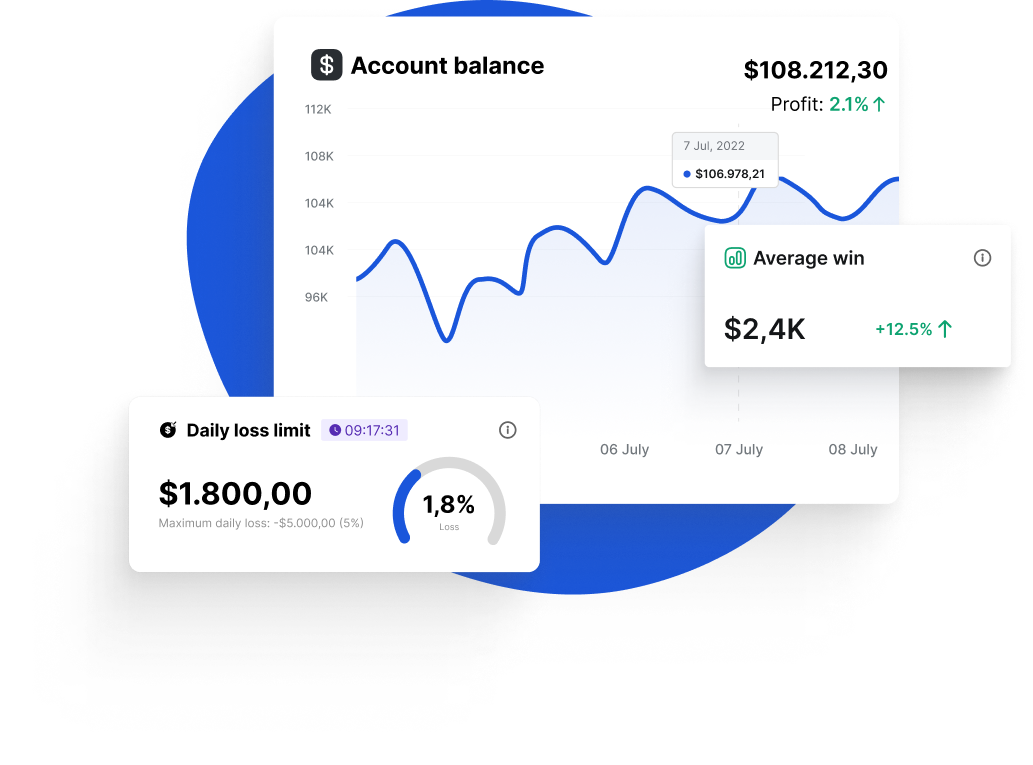 $ Account balance
$108.212,30
Profit: 2.1%↑
112K
108K
104K
104K
96K
7 Jul, 2022
$106.978,21
06 July
07 July
08 July
Average win
$2,4K
+12.5%↑
$ Daily loss limit
09:17:31
$1.800,00
Maximum daily loss: -$5.000,00 (5%)
1,8%
Loss